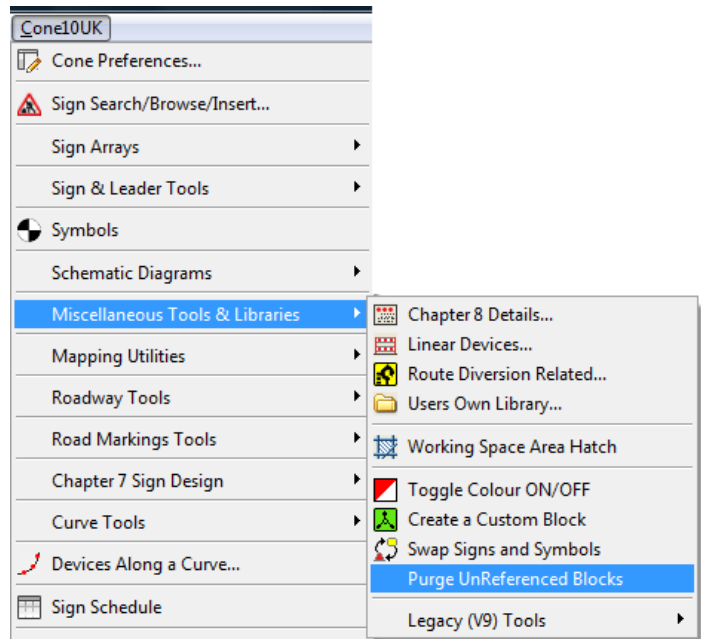 Cone10UK
Cone Preferences...
Sign Search/Browse/Insert...
Sign Arrays
Sign & Leader Tools
Symbols
Schematic Diagrams
Miscellaneous Tools & Libraries
Mapping Utilities
Roadway Tools
Road Markings Tools
Chapter 7 Sign Design
Curve Tools
Devices Along a Curve...
Sign Schedule
Chapter 8 Details...
Linear Devices...
Route Diversion Related...
Users Own Library...
Working Space Area Hatch
Toggle Colour ON/OFF
Create a Custom Block
Swap Signs and Symbols
Purge UnReferenced Blocks
Legacy (V9) Tools